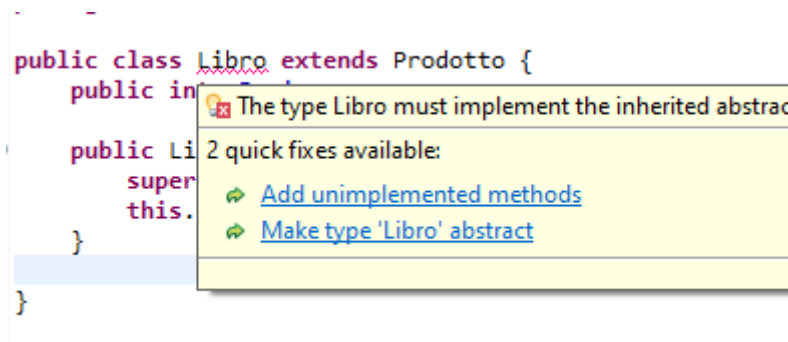 public class Libro extends Prodotto {
public in
The type Libro must implement the inherited abstrac
public Li
2 quick fixes available:
super
Add unimplemented methods
this.
Make type 'Libro' abstract
}
}